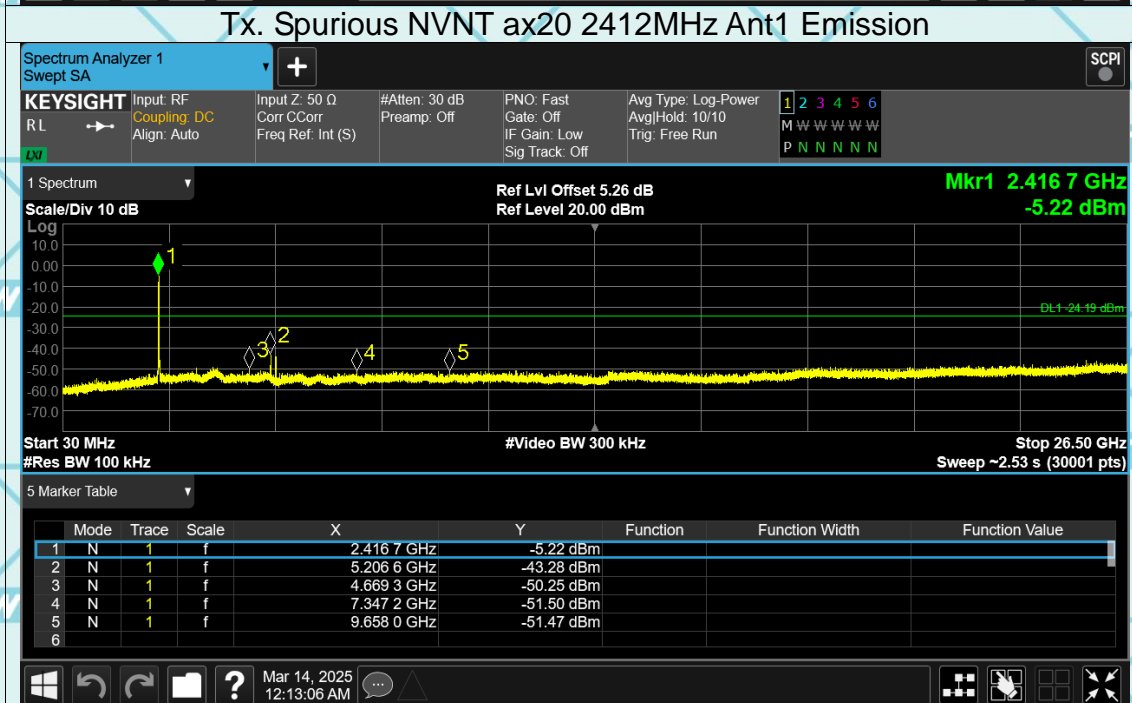 Tx. Spurious NVNT ax20 2412MHz Ant1 Emission
Spectrum Analyzer 1
Swept SA
+
SCPI
KEYSIGHT
RL
LXI
Input: RF
Coupling: DC
Align: Auto
Input Z: 50 Ω
Corr CCorr
Freq Ref: Int (S)
#Atten: 30 dB
Preamp: Off
PNO: Fast
Gate: Off
IF Gain: Low
Sig Track: Off
Avg Type: Log-Power
Avg|Hold: 10/10
Trig: Free Run
1 2 3 4 5 6
M W W W W W
P N N N N N
1 Spectrum
Ref Lvl Offset 5.26 dB
Mkr1 2.416 7 GHz
Scale/Div 10 dB
Ref Level 20.00 dBm
-5.22 dBm
Log
10.0
0.00
-10.0
-20.0
-30.0
-40.0
-50.0
-60.0
-70.0
1
2
3
4
5
DL1 -24.19 dBm
Start 30 MHz
#Video BW 300 kHz
Stop 26.50 GHz
#Res BW 100 kHz
Sweep ~2.53 s (30001 pts)
5 Marker Table
Mode Trace Scale X Y Function Function Width Function Value
1 N 1 f 2.416 7 GHz -5.22 dBm
2 N 1 f 5.206 6 GHz -43.28 dBm
3 N 1 f 4.669 3 GHz -50.25 dBm
4 N 1 f 7.347 2 GHz -51.50 dBm
5 N 1 f 9.658 0 GHz -51.47 dBm
6
?
Mar 14, 2025
12:13:06 AM